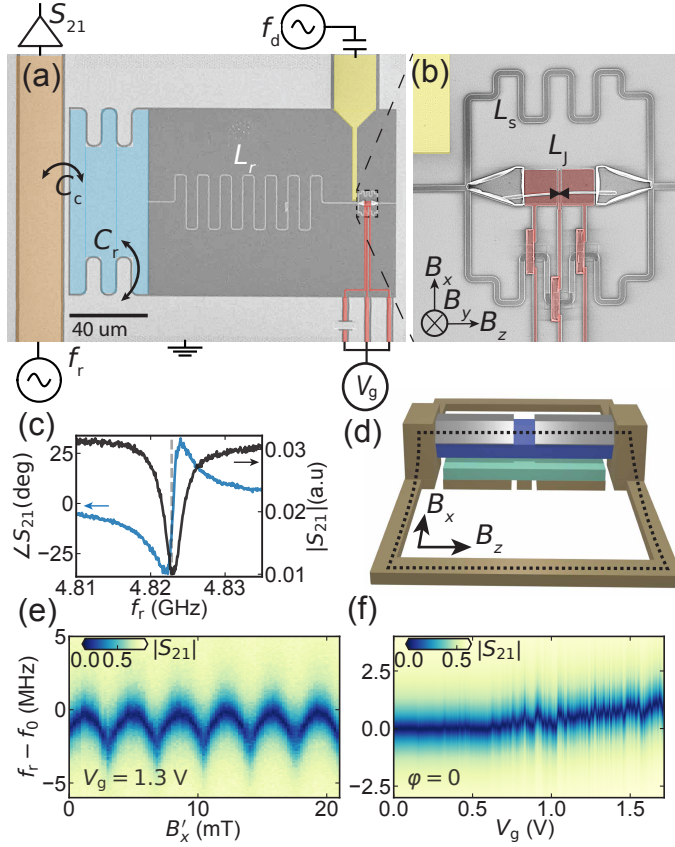 S21
fd
(a)
(b)
Lr
Ls
LJ
Cc
Cr
40 um
fr
Vg
Bx
By
Bz
(c)
(d)
∠S21(deg)
25
0
−25
0.03
0.02
0.01
|S21|(a.u)
4.81 4.82 4.83
fr (GHz)
Bx
Bz
(e)
(f)
0.0 0.5 |S21|
0.0 0.5 |S21|
fr − f0 (MHz)
5
0
−5
Vg = 1.3 V
0 10 20
B′x (mT)
2.5
0.0
−2.5
φ = 0
0.0 0.5 1.0 1.5
Vg (V)